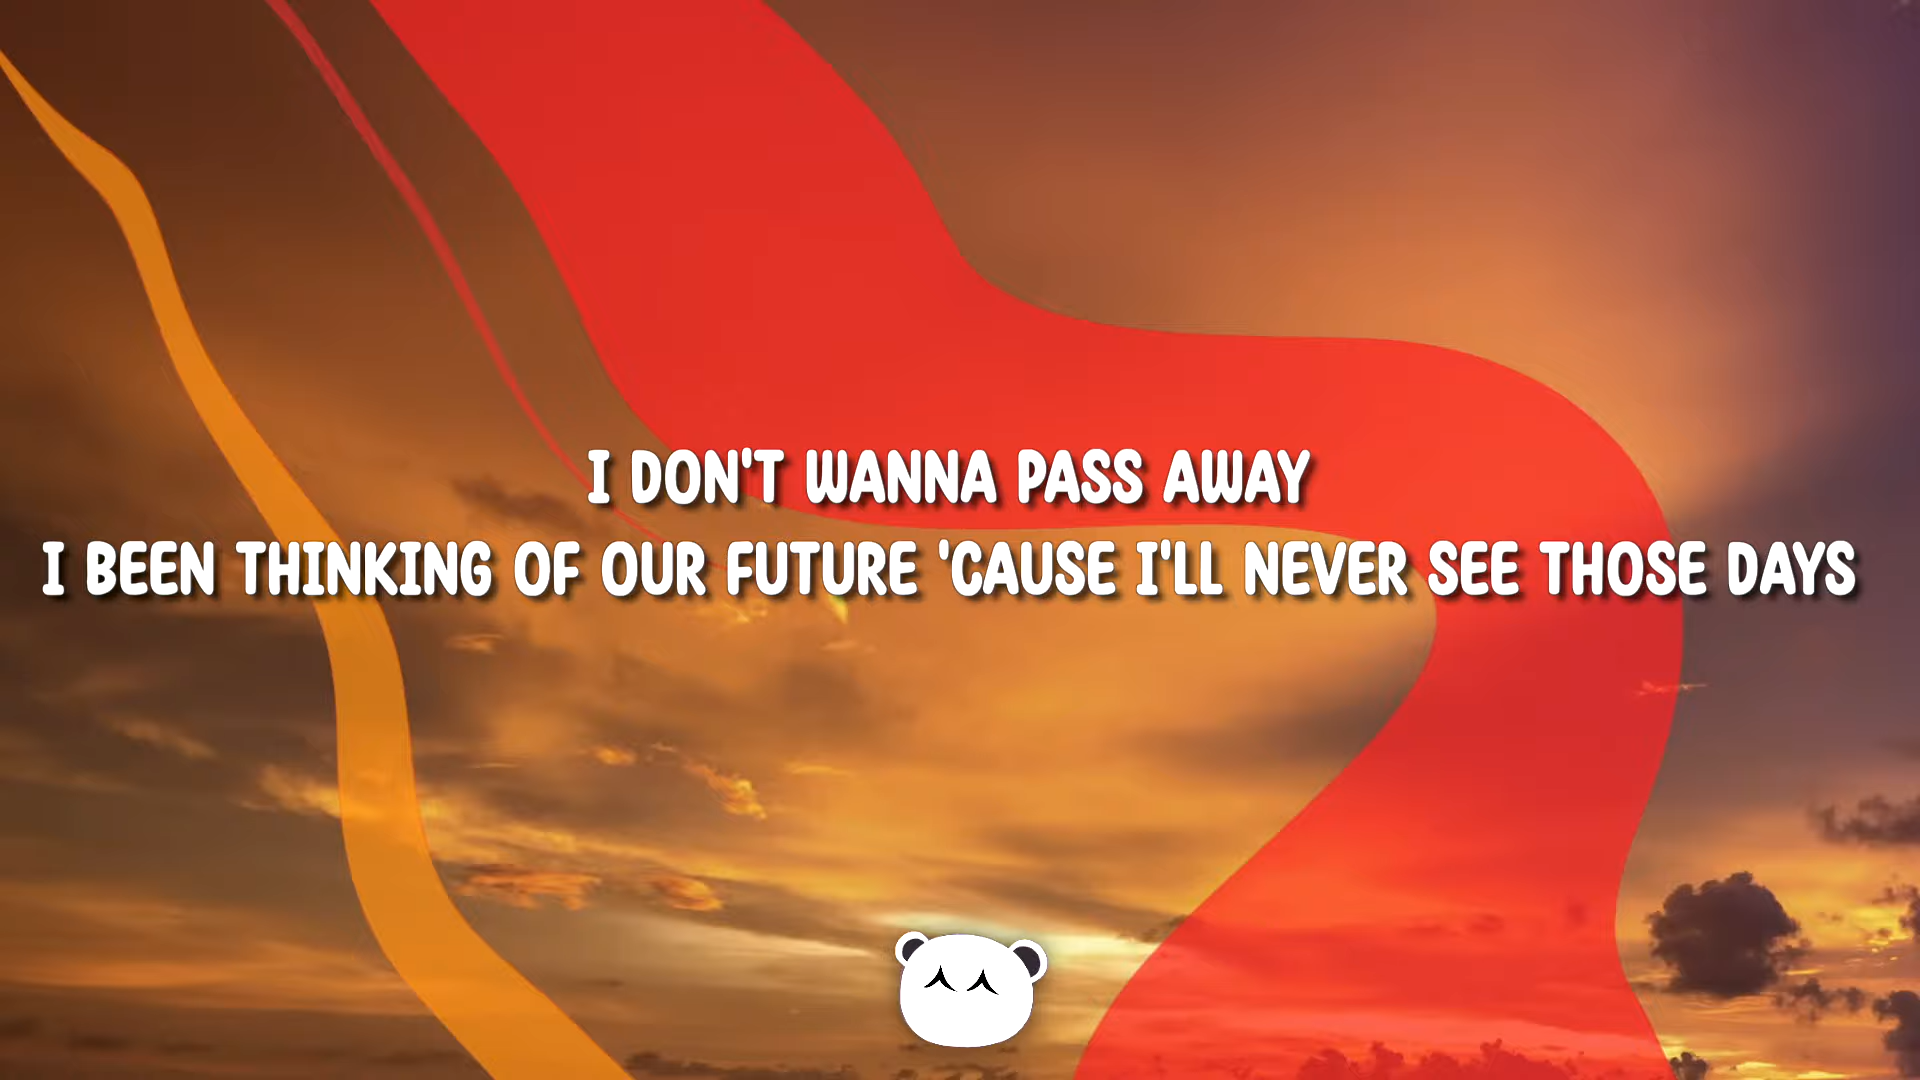 I DON'T WANNA PASS AWAY
I BEEN THINKING OF OUR FUTURE 'CAUSE I'LL NEVER SEE THOSE DAYS